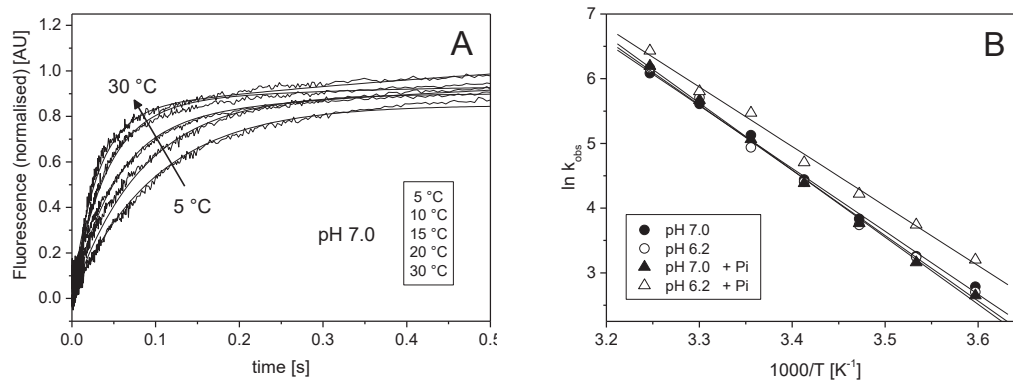 A
Fluorescence (normalised) [AU]
1.2
1.0
0.8
0.6
0.4
0.2
0.0
30 °C
5 °C
pH 7.0
5 °C
10 °C
15 °C
20 °C
30 °C
0.0 0.1 0.2 0.3 0.4 0.5
time [s]
B
ln k obs
6
5
4
3
pH 7.0
pH 6.2
pH 7.0 + Pi
pH 6.2 + Pi
3.2 3.3 3.4 3.5 3.6
1000/T [K-1]